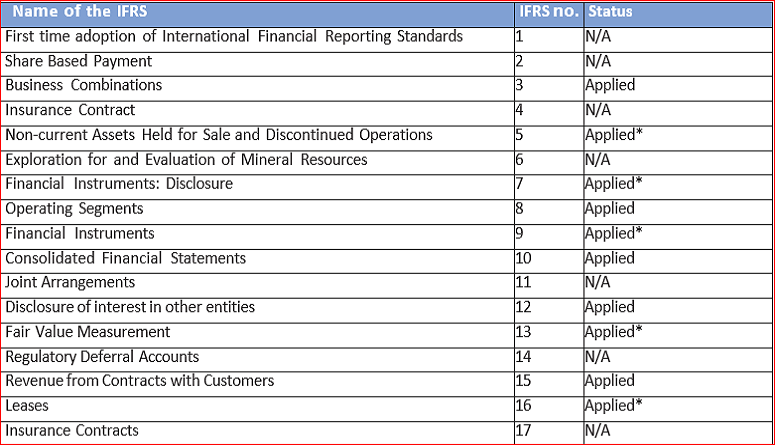 Name of the IFRS IFRS no. Status
First time adoption of International Financial Reporting Standards 1 N/A
Share Based Payment 2 N/A
Business Combinations 3 Applied
Insurance Contract 4 N/A
Non-current Assets Held for Sale and Discontinued Operations 5 Applied*
Exploration for and Evaluation of Mineral Resources 6 N/A
Financial Instruments: Disclosure 7 Applied*
Operating Segments 8 Applied
Financial Instruments 9 Applied*
Consolidated Financial Statements 10 Applied
Joint Arrangements 11 N/A
Disclosure of interest in other entities 12 Applied
Fair Value Measurement 13 Applied*
Regulatory Deferral Accounts 14 N/A
Revenue from Contracts with Customers 15 Applied
Leases 16 Applied*
Insurance Contracts 17 N/A